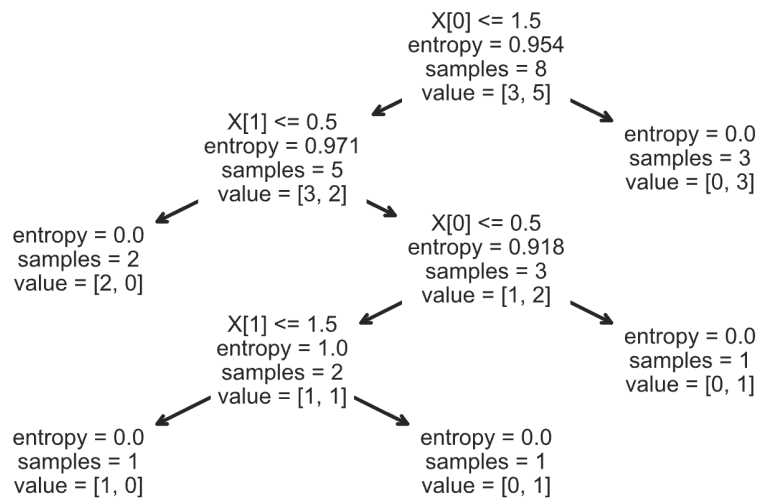 X[0] <= 1.5
entropy = 0.954
samples = 8
value = [3, 5]
X[1] <= 0.5
entropy = 0.971
samples = 5
value = [3, 2]
entropy = 0.0
samples = 3
value = [0, 3]
entropy = 0.0
samples = 2
value = [2, 0]
X[0] <= 0.5
entropy = 0.918
samples = 3
value = [1, 2]
X[1] <= 1.5
entropy = 1.0
samples = 2
value = [1, 1]
entropy = 0.0
samples = 1
value = [0, 1]
entropy = 0.0
samples = 1
value = [1, 0]
entropy = 0.0
samples = 1
value = [0, 1]